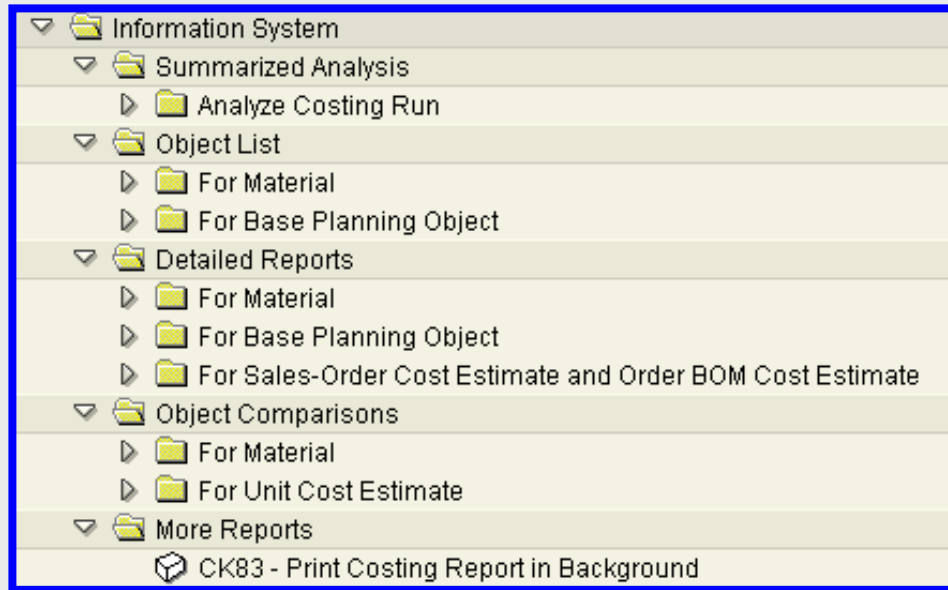 Information System
Summarized Analysis
Analyze Costing Run
Object List
For Material
For Base Planning Object
Detailed Reports
For Material
For Base Planning Object
For Sales-Order Cost Estimate and Order BOM Cost Estimate
Object Comparisons
For Material
For Unit Cost Estimate
More Reports
CK83 - Print Costing Report in Background